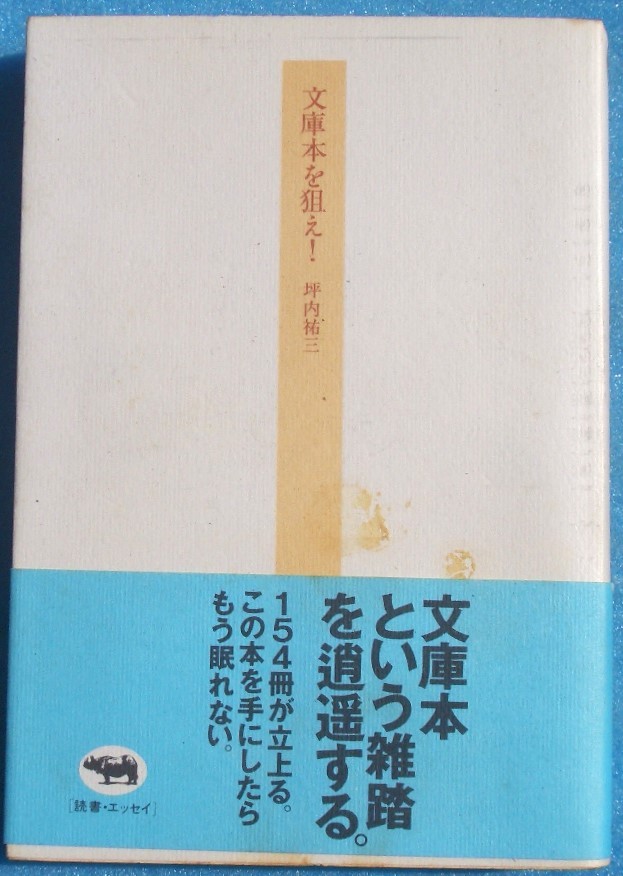 文庫本を狙え!
坪内祐三
文庫本
という雑踏
を逍遥する。
154冊が立上る。
この本を手にしたら
もう眠れない。
[読書・エッセイ]